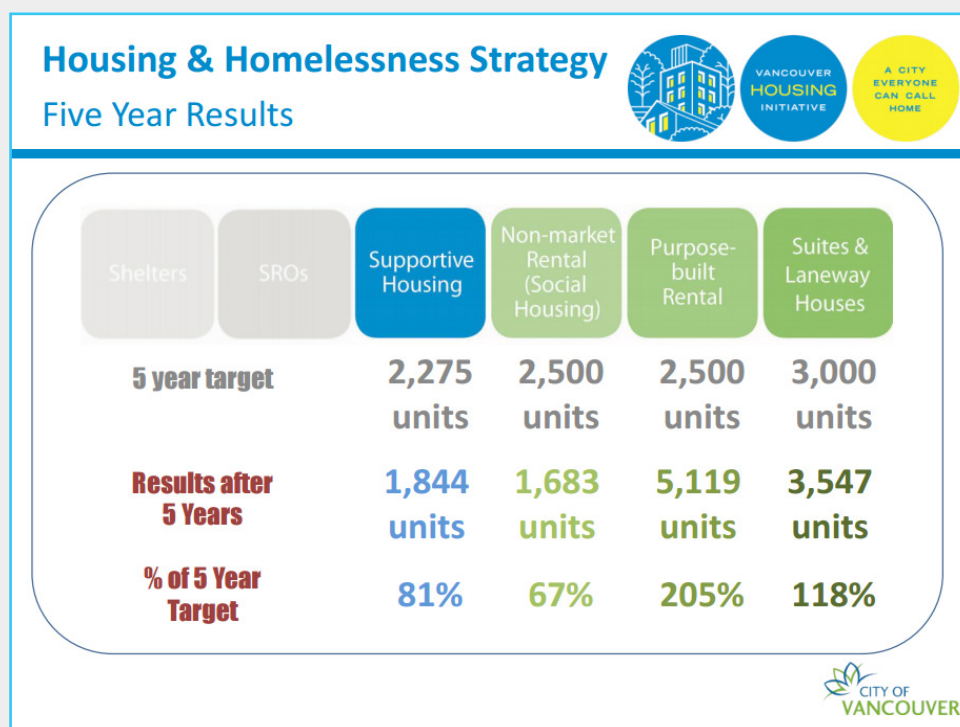 Housing & Homelessness Strategy
Five Year Results
VANCOUVER
HOUSING
INITIATIVE
A CITY
EVERYONE
CAN CALL
HOME
Shelters
SROs
Supportive
Housing
Non-market
Rental
(Social
Housing)
Purpose-
built
Rental
Suites &
Laneway
Houses
5 year target
2,275
units
2,500
units
2,500
units
3,000
units
Results after
5 Years
1,844
units
1,683
units
5,119
units
3,547
units
% of 5 Year
Target
81%
67%
205%
118%
CITY OF
VANCOUVER